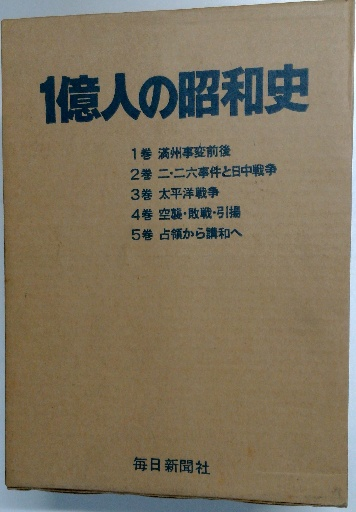 1億人の昭和史
1巻 満州事変前後
2巻 二・二六事件と日中戦争
3巻 太平洋戦争
4巻 空襲・敗戦・引揚
5巻 占領から講和へ
毎日新聞社